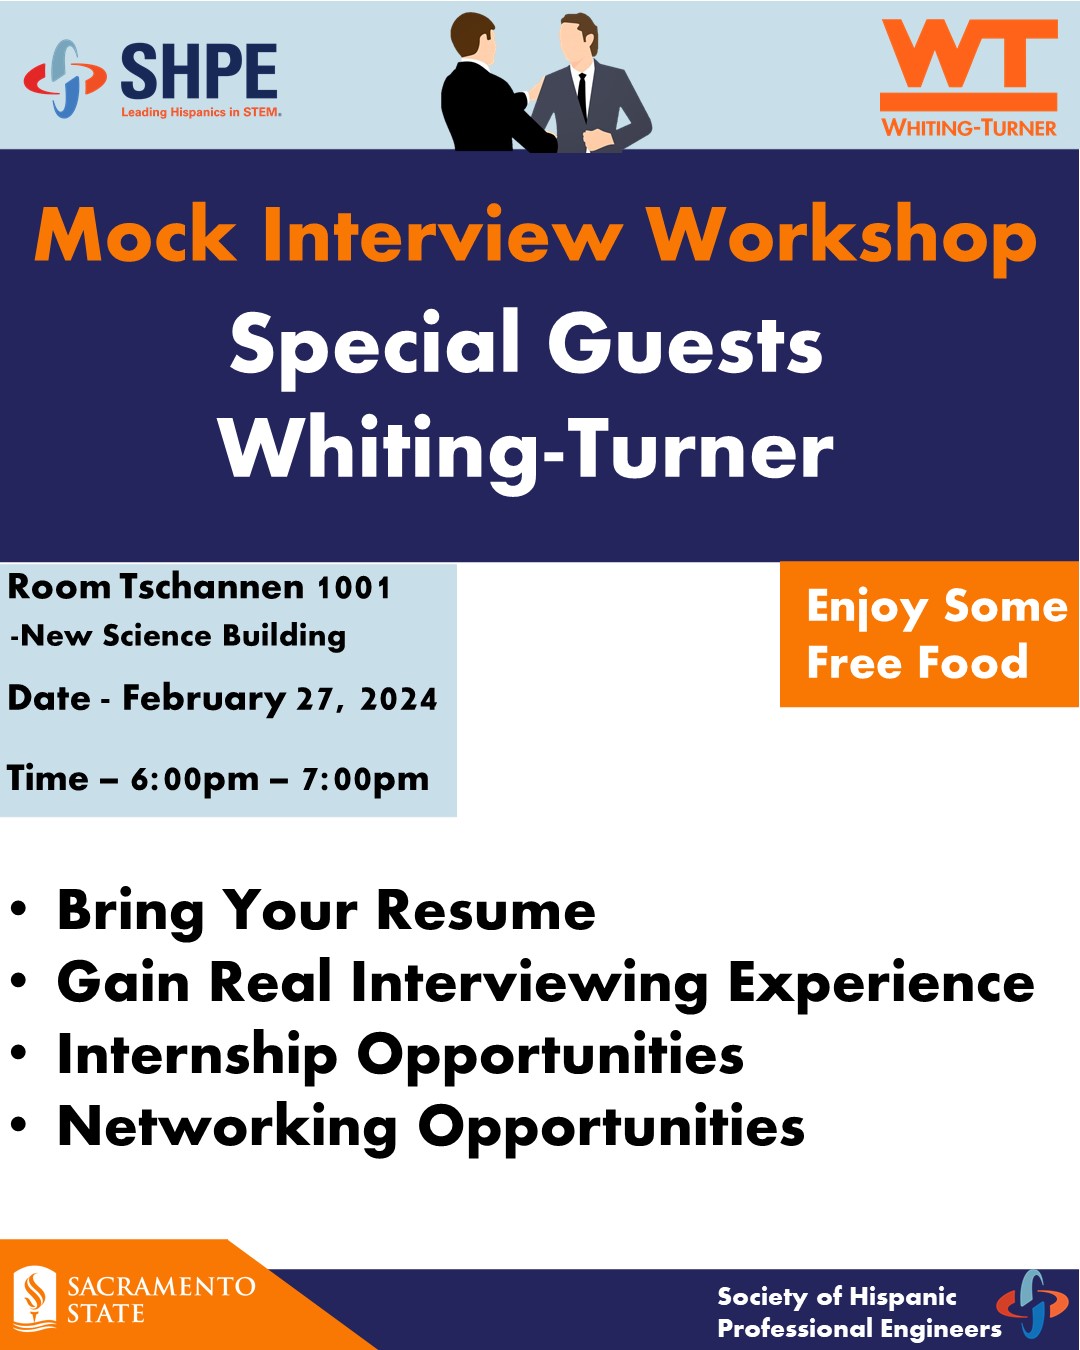 SHPE
Leading Hispanics in STEM.
WT
WHITING-TURNER
Mock Interview Workshop
Special Guests
Whiting-Turner
Room Tschannen 1001
-New Science Building
Date - February 27, 2024
Time – 6:00pm – 7:00pm
Enjoy Some
Free Food
• Bring Your Resume
• Gain Real Interviewing Experience
• Internship Opportunities
• Networking Opportunities
SACRAMENTO
STATE
Society of Hispanic
Professional Engineers